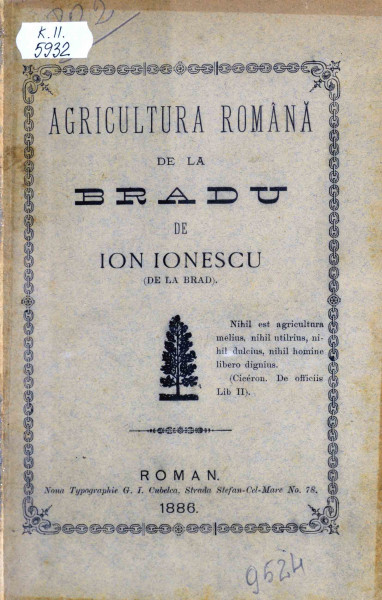 202
K. II.
5932
AGRICULTURA ROMÂNĂ
DE LA
BRADU
DE
ION IONESCU
(DE LA BRAD).
Nihil est agricultura
melius, nihil utilrius, ni-
hil dulcius, nihil homine
libero dignius.
(Cicéron. De officiis
Lib II).
ROMAN.
Noua Typographie G. I. Cubelca, Strada Stefan-Cel-Mare No. 78.
1886.
9524